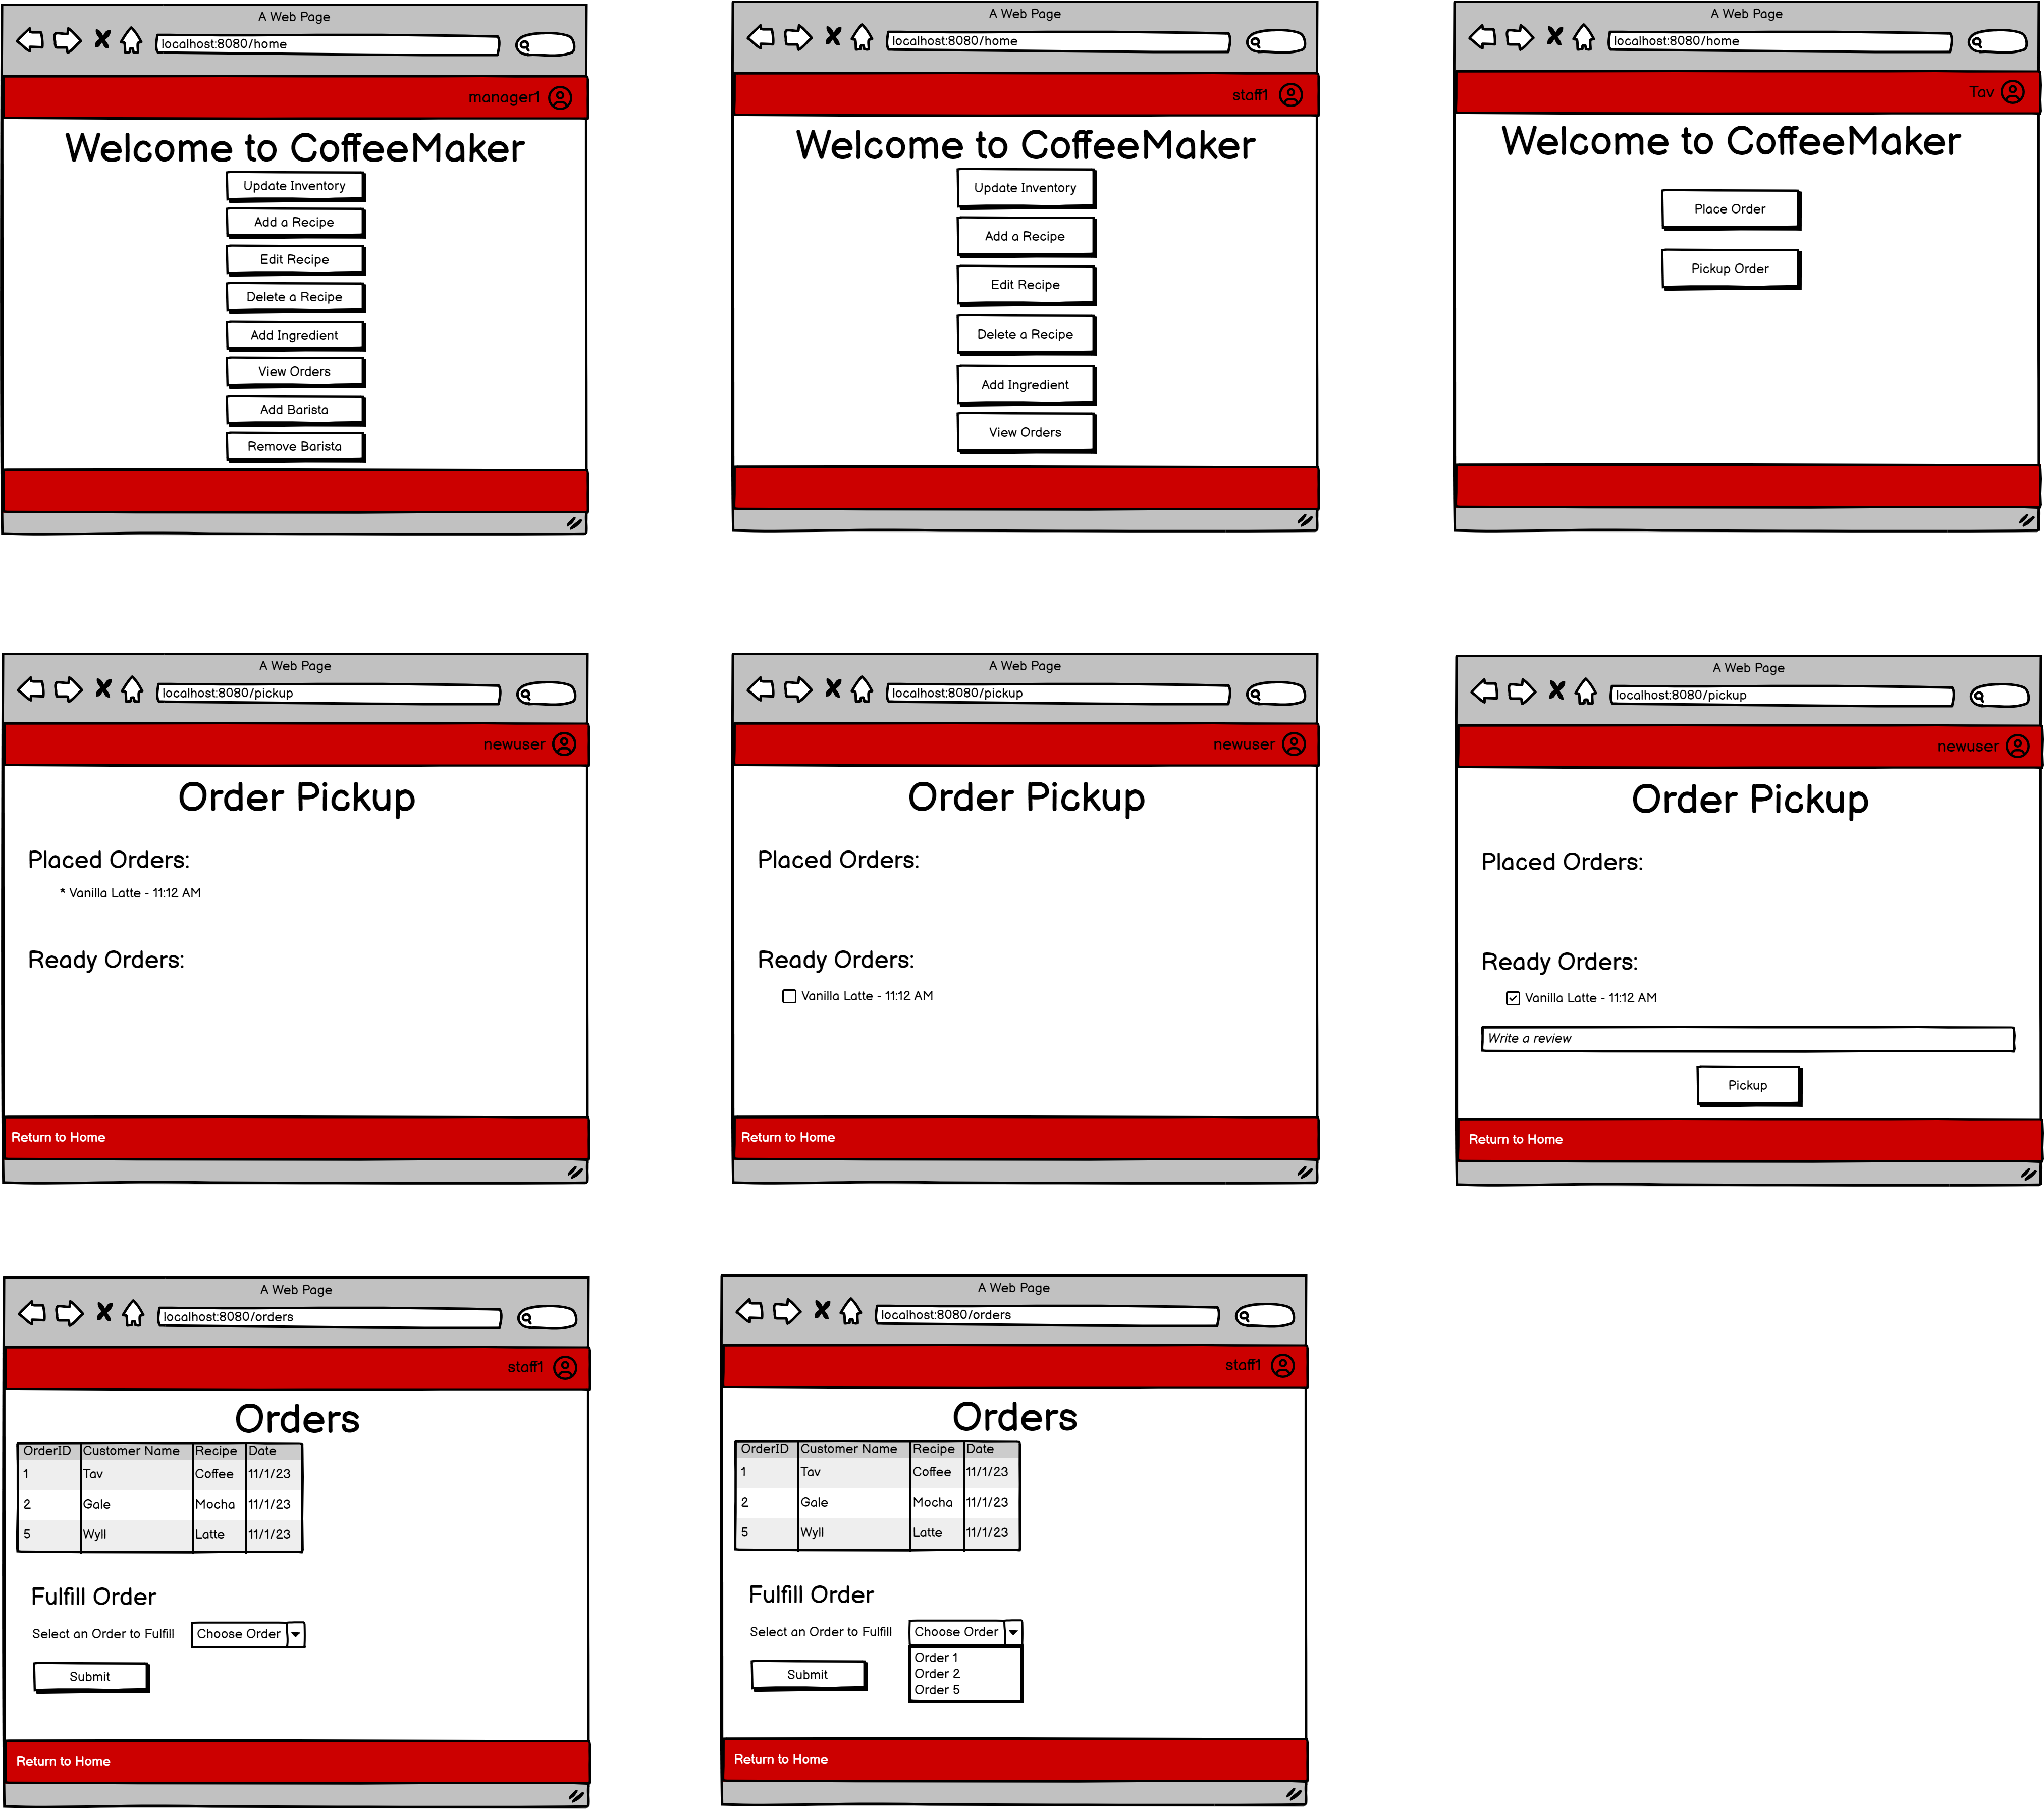 A Web Page
localhost:8080/home
manager1
Welcome to CoffeeMaker
Update Inventory
Add a Recipe
Edit Recipe
Delete a Recipe
Add Ingredient
View Orders
Add Barista
Remove Barista
A Web Page
localhost:8080/home
staff1
Welcome to CoffeeMaker
Update Inventory
Add a Recipe
Edit Recipe
Delete a Recipe
Add Ingredient
View Orders
A Web Page
localhost:8080/home
Tav
Welcome to CoffeeMaker
Place Order
Pickup Order
A Web Page
localhost:8080/pickup
newuser
Order Pickup
Placed Orders:
* Vanilla Latte - 11:12 AM
Ready Orders:
Return to Home
A Web Page
localhost:8080/pickup
newuser
Order Pickup
Placed Orders:
Ready Orders:
Vanilla Latte - 11:12 AM
Return to Home
A Web Page
localhost:8080/pickup
newuser
Order Pickup
Placed Orders:
Ready Orders:
Vanilla Latte - 11:12 AM
Write a review
Pickup
Return to Home
A Web Page
localhost:8080/orders
staff1
Orders
OrderID Customer Name Recipe Date
1 Tav Coffee 11/1/23
2 Gale Mocha 11/1/23
5 Wyll Latte 11/1/23
Fulfill Order
Select an Order to Fulfill Choose Order
Submit
Return to Home
A Web Page
localhost:8080/orders
staff1
Orders
OrderID Customer Name Recipe Date
1 Tav Coffee 11/1/23
2 Gale Mocha 11/1/23
5 Wyll Latte 11/1/23
Fulfill Order
Select an Order to Fulfill Choose Order
Order 1
Order 2
Order 5
Submit
Return to Home